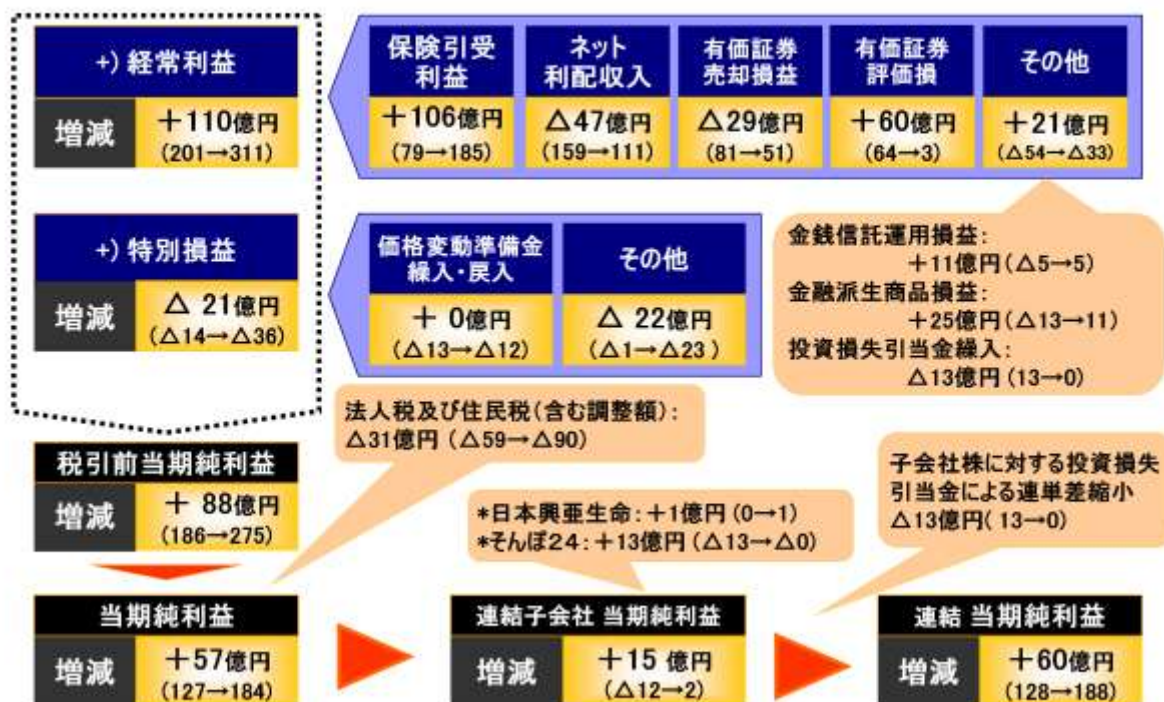 +)経常利益
増減
+110億円
(201→311)
保険引受
利益
+106億円
(79→185)
ネット
利配収入
△47億円
(159→111)
有価証券
売却損益
△29億円
(81→51)
有価証券
評価損
+60億円
(64→3)
その他
+21億円
(△54→△33)
+)特別損益
増減
△ 21億円
(△14→△36)
価格変動準備金
繰入・戻入
+ 0億円
(△13→△12)
その他
△ 22億円
(△1→△23 )
金銭信託運用損益:
+11億円(△5→5)
金融派生商品損益:
+25億円(△13→11)
投資損失引当金繰入:
△13億円 (13→0)
法人税及び住民税(含む調整額):
△31億円 (△59→△90)
税引前当期純利益
増減
+ 88億円
(186→275)
*日本興亜生命:+1億円 (0→1)
*そんぽ24:+13億円 (△13→△0)
子会社株に対する投資損失
引当金による連単差縮小
△13億円( 13→0)
当期純利益
増減
+57億円
(127→184)
連結子会社 当期純利益
増減
+15 億円
(△12→2)
連結 当期純利益
増減
+60億円
(128→188)